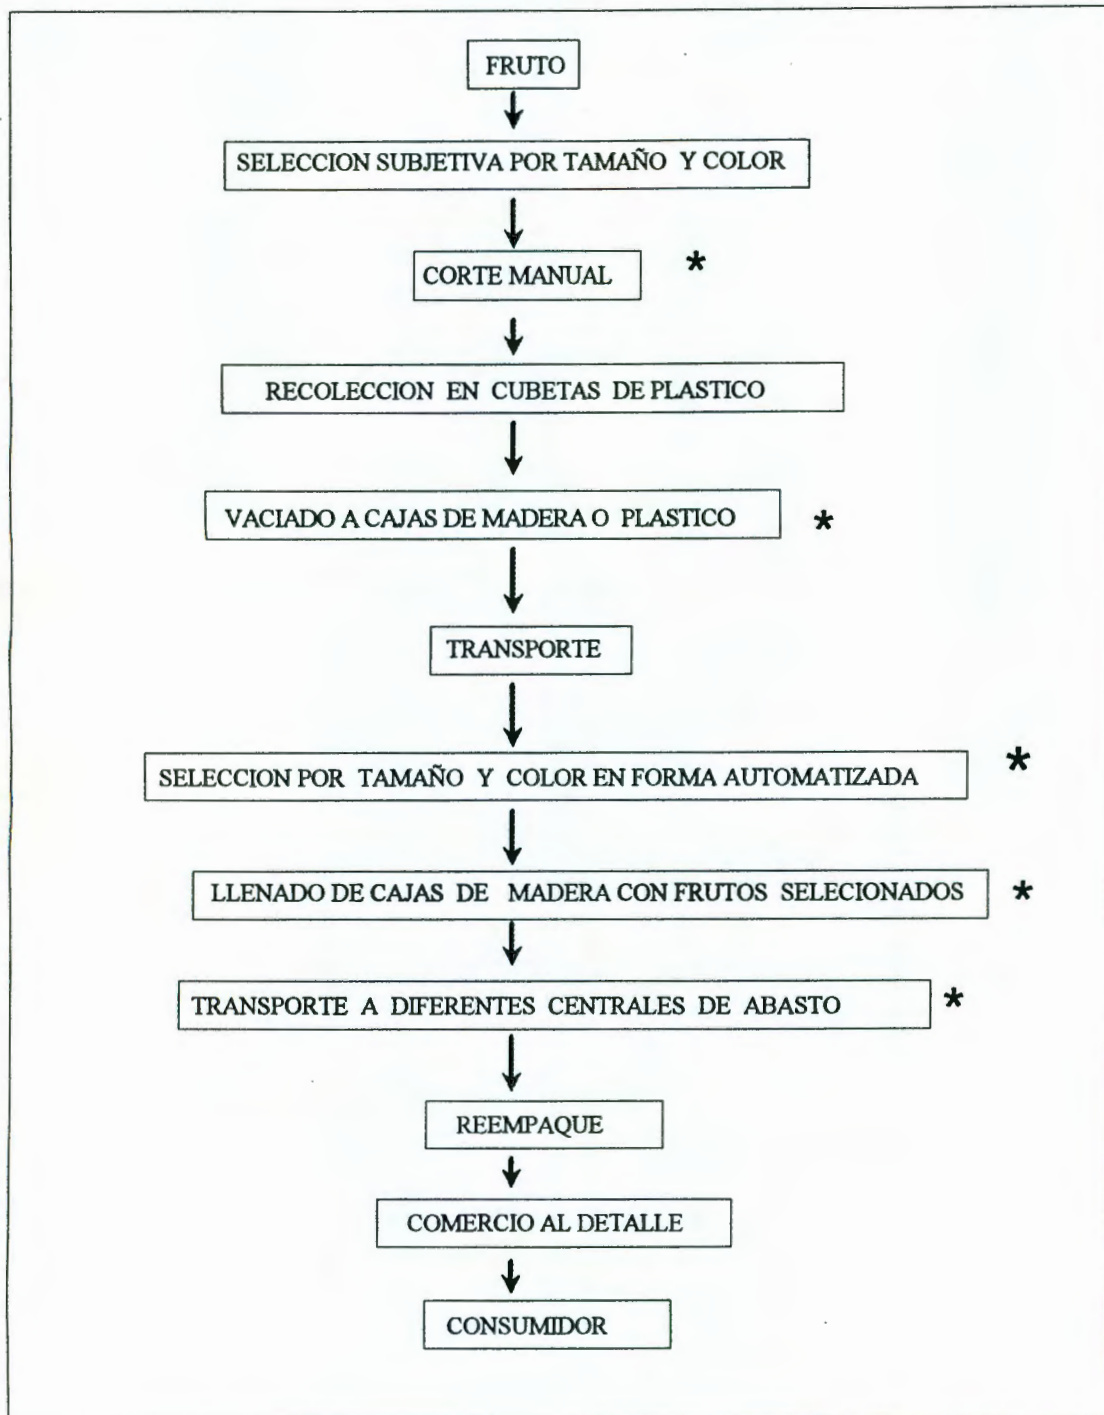 FRUTO
SELECCION SUBJETIVA POR TAMAÑO Y COLOR
CORTE MANUAL *
RECOLECCION EN CUBETAS DE PLASTICO
VACIADO A CAJAS DE MADERA O PLASTICO *
TRANSPORTE
SELECCION POR TAMAÑO Y COLOR EN FORMA AUTOMATIZADA *
LLENADO DE CAJAS DE MADERA CON FRUTOS SELECIONADOS *
TRANSPORTE A DIFERENTES CENTRALES DE ABASTO *
REEMPAQUE
COMERCIO AL DETALLE
CONSUMIDOR